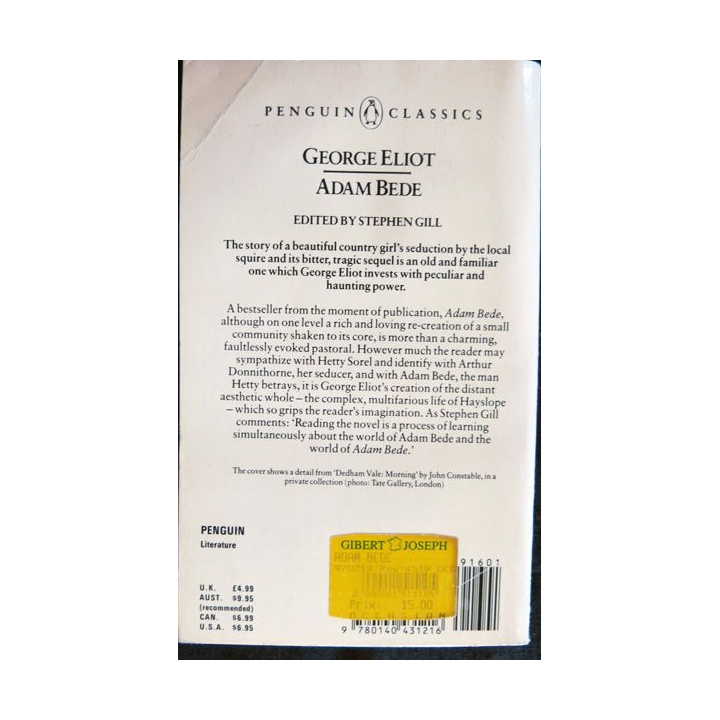 PENGUIN CLASSICS
GEORGE ELIOT
ADAM BEDE
EDITED BY STEPHEN GILL
The story of a beautiful country girl's seduction by the local
squire and its bitter, tragic sequel is an old and familiar
one which George Eliot invests with peculiar and
haunting power.
A bestseller from the moment of publication, Adam Bede,
although on one level a rich and loving re-creation of a small
community shaken to its core, is more than a charming,
faultlessly evoked pastoral. However much the reader may
sympathize with Hetty Sorel and identify with Arthur
Donnithorne, her seducer, and with Adam Bede, the man
Hetty betrays, it is George Eliot's creation of the distant
aesthetic whole – the complex, multifarious life of Hayslope
– which so grips the reader's imagination. As Stephen Gill
comments: 'Reading the novel is a process of learning
simultaneously about the world of Adam Bede and the
world of Adam Bede.'
The cover shows a detail from 'Dedham Vale: Morning' by John Constable, in a
private collection (photo: Tate Gallery, London)
PENGUIN
Literature
U.K. £4.99
AUST. $9.95
(recommended)
CAN. $6.99
U.S.A. $6.95
GIBERT JOSEPH
ADAM BEDE
Prix: 15.00
OCCASION
91601
9 780140 431216